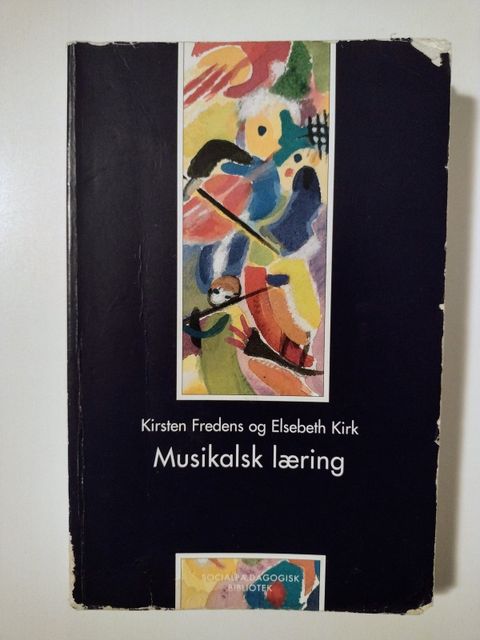 Kirsten Fredens og Elsebeth Kirk
Musikalsk læring
SOCIALPÆDAGOGISK
BIBLIOTEK